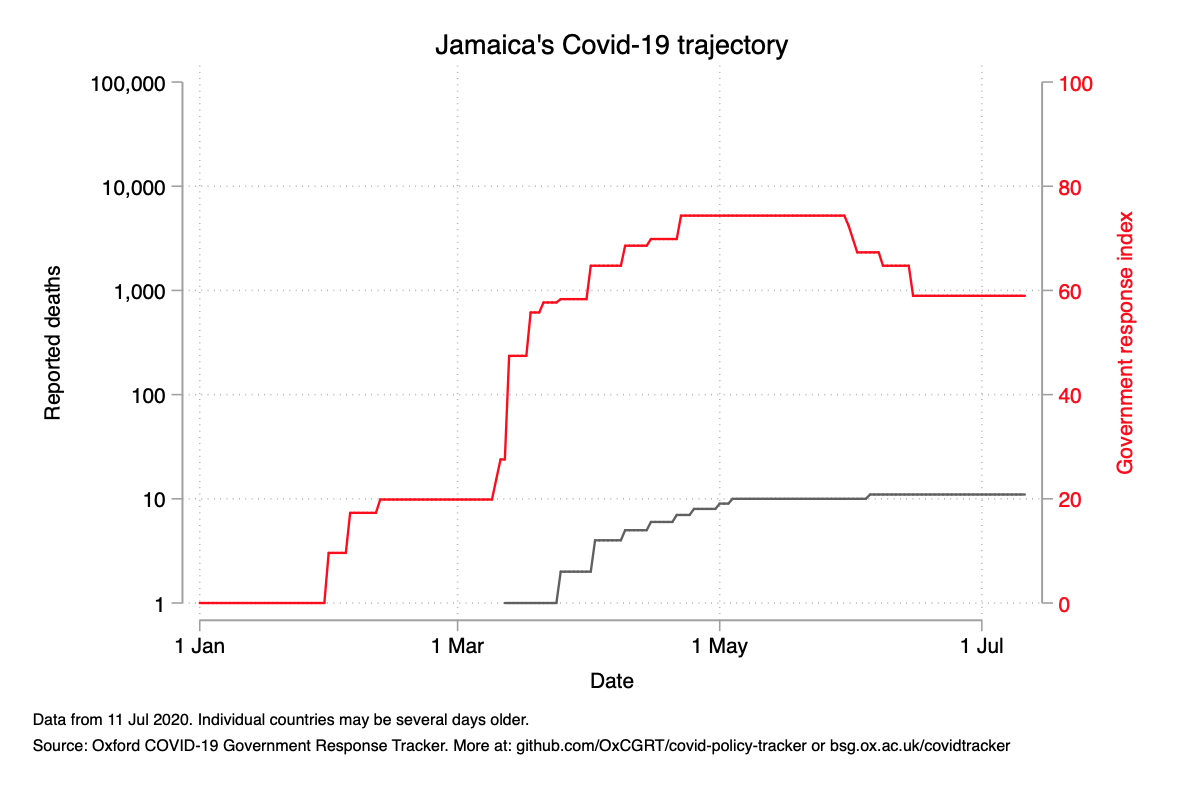 Jamaica's Covid-19 trajectory
100,000
10,000
1,000
100
10
1
Reported deaths
100
80
60
40
20
0
Government response index
1 Jan
1 Mar
1 May
1 Jul
Date
Data from 11 Jul 2020. Individual countries may be several days older.
Source: Oxford COVID-19 Government Response Tracker. More at: github.com/OxCGRT/covid-policy-tracker or bsg.ox.ac.uk/covidtracker